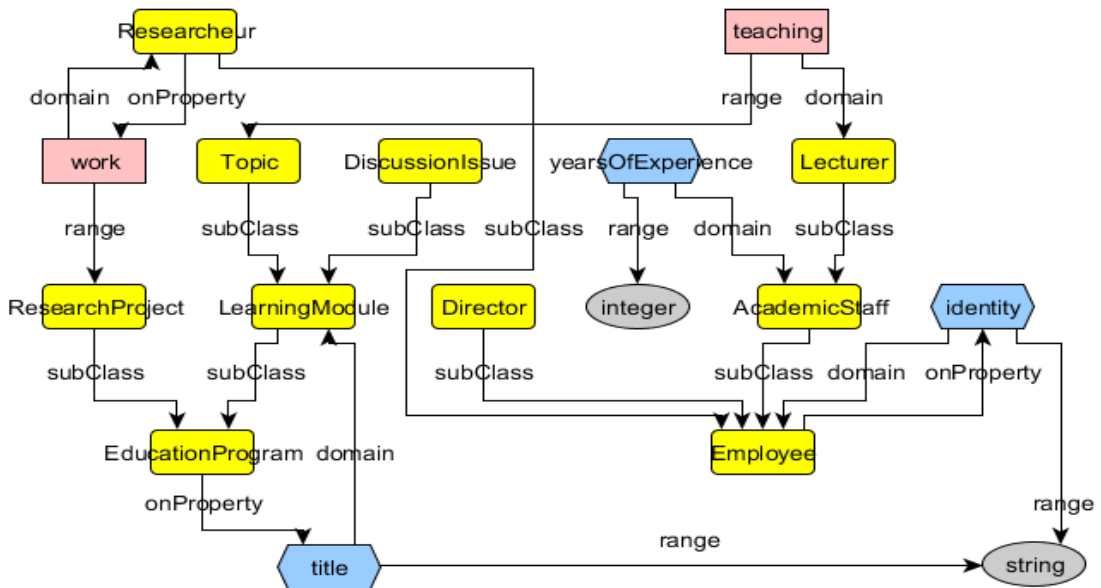 Researcheur
teaching
domain
onProperty
range
domain
work
Topic
DiscussionIssue
yearsOfExperience
Lecturer
range
subClass
subClass
subClass
range
domain
subClass
ResearchProject
LearningModule
Director
integer
AcademicStaff
identity
subClass
subClass
subClass
subClass
domain
onProperty
EducationProgram
domain
Employee
onProperty
range
range
title
string